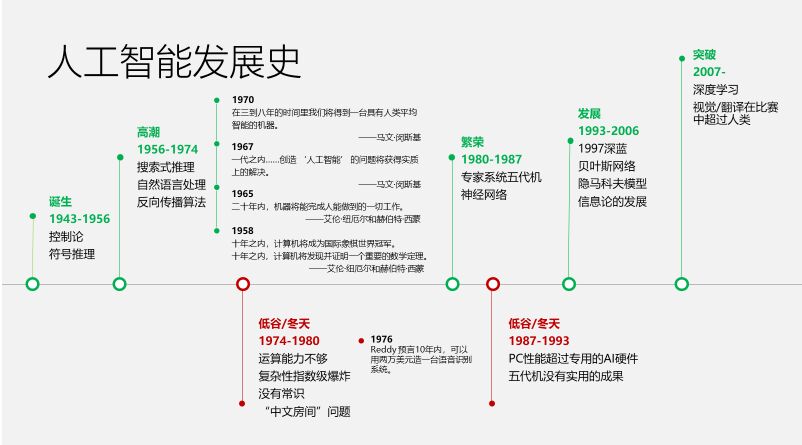 人工智能发展史
诞生
1943-1956
控制论
符号推理
高潮
1956-1974
搜索式推理
自然语言处理
反向传播算法
1970
在三到八年的时间里我们将得到一台具有人类平均
智能的机器。
——马文·闵斯基
1967
一代之内……创造‘人工智能’的问题将获得实质
上的解决。
——马文·闵斯基
1965
二十年内，机器将能完成人能做到的一切工作。
——艾伦·纽厄尔和赫伯特·西蒙
1958
十年之内，计算机将成为国际象棋世界冠军。
十年之内，计算机将发现并证明一个重要的数学定理。
——艾伦·纽厄尔和赫伯特·西蒙
低谷/冬天
1974-1980
运算能力不够
复杂性指数级爆炸
没有常识
“中文房间”问题
1976
Reddy预言10年内，可以
用两万美元造一台语音识别
系统。
繁荣
1980-1987
专家系统五代机
神经网络
低谷/冬天
1987-1993
PC性能超过专用的AI硬件
五代机没有实用的成果
发展
1993-2006
1997深蓝
贝叶斯网络
隐马科夫模型
信息论的发展
突破
2007-
深度学习
视觉/翻译在比赛
中超过人类